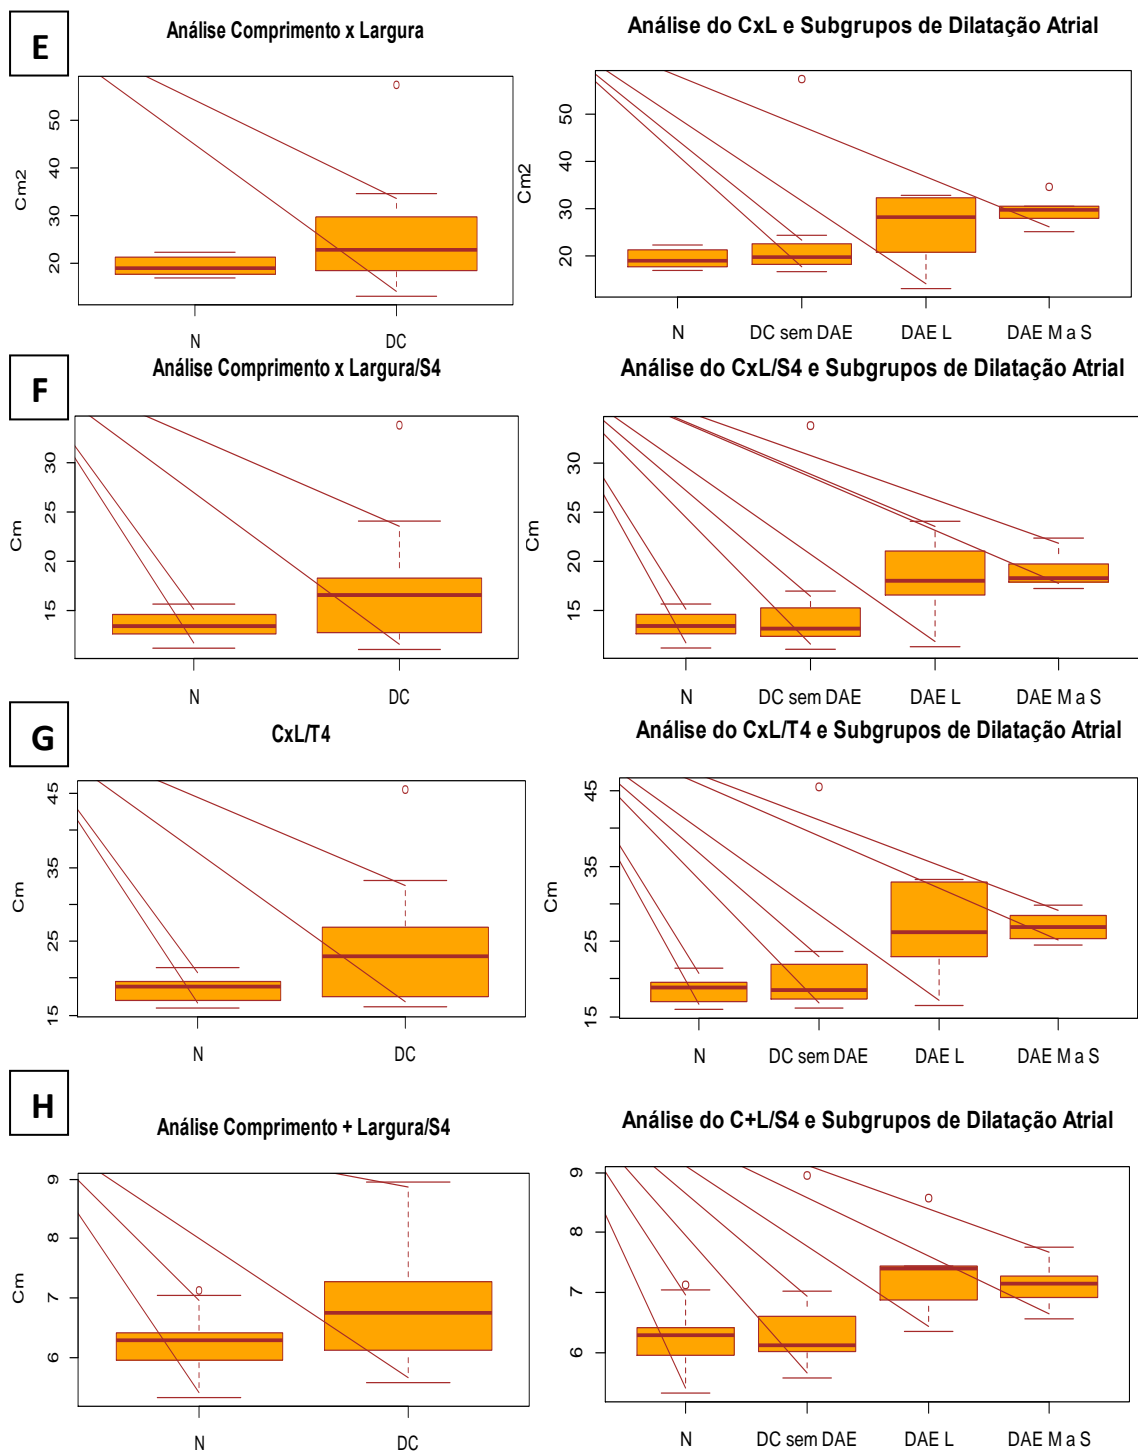 E
Análise Comprimento x Largura
Análise do CxL e Subgrupos de Dilatação Atrial
Cm2
50
40
30
20
N
DC
Cm2
50
40
30
20
N
DC sem DAE
DAE L
DAE M a S
F
Análise Comprimento x Largura/S4
Análise do CxL/S4 e Subgrupos de Dilatação Atrial
Cm
30
25
20
15
N
DC
Cm
30
25
20
15
N
DC sem DAE
DAE L
DAE M a S
G
CxL/T4
Análise do CxL/T4 e Subgrupos de Dilatação Atrial
Cm
45
35
25
15
N
DC
Cm
45
35
25
15
N
DC sem DAE
DAE L
DAE M a S
H
Análise Comprimento + Largura/S4
Análise do C+L/S4 e Subgrupos de Dilatação Atrial
Cm
9
8
7
6
N
DC
9
8
7
6
N
DC sem DAE
DAE L
DAE M a S